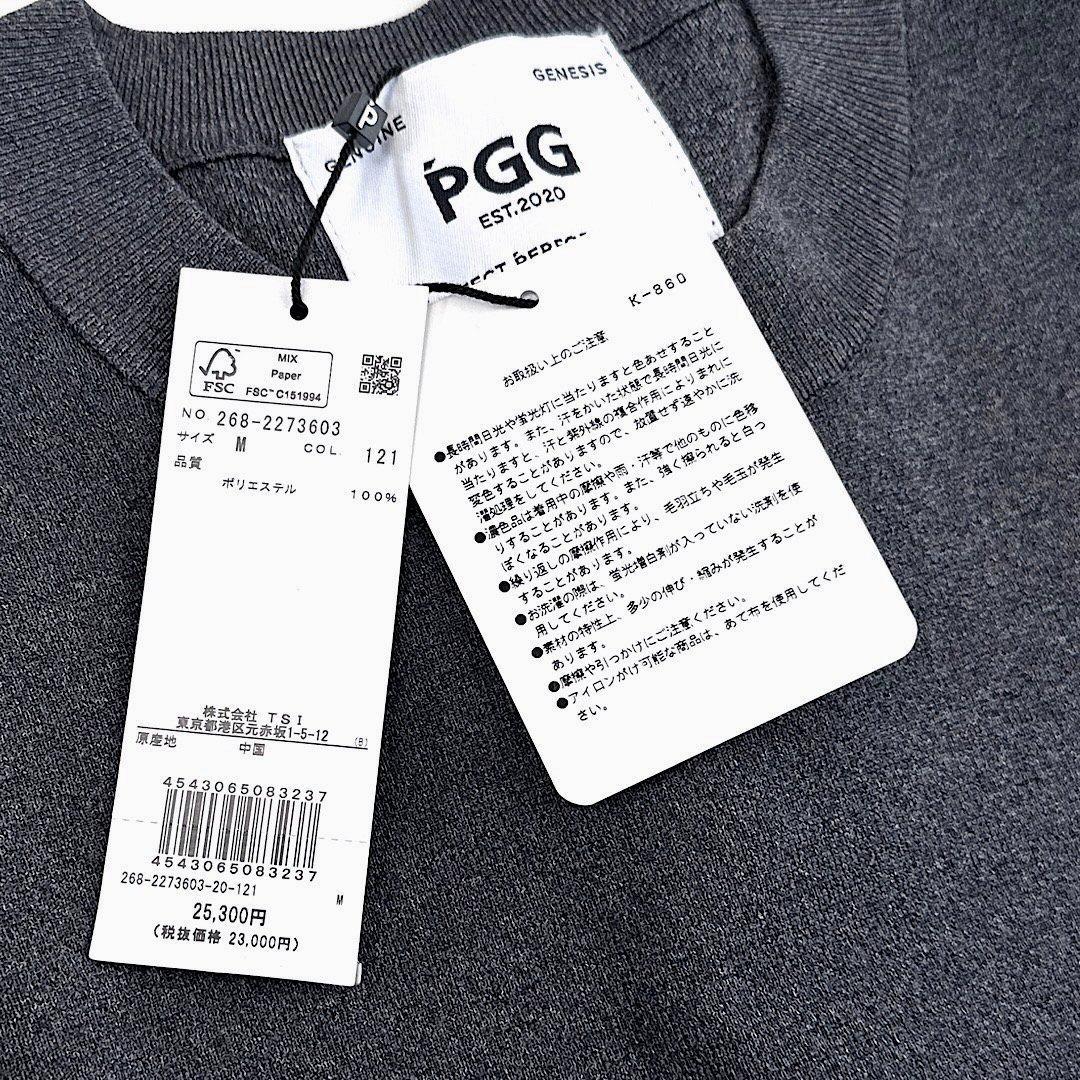 GENUINE
GENESIS
P
PGG
EST.2020
K-860
お取扱い上のご注意
●長時間日光や蛍光灯に当たりますと色あせすること
があります。また、汗をかいた状態で長時間日光に
当たりますと、汗と紫外線の複合作用によりまれに
変色することがありますので、放置せず速やかに洗
濯処理をしてください。
●濃色品は着用中の摩擦や雨・汗等で他のものに色移
りすることがあります。また、強く擦られると白っ
ぽくなることがあります。
●繰り返しの摩擦作用により、毛羽立ちや毛玉が発生
することがあります。
●お洗濯の際は、蛍光増白剤が入っていない洗剤を使
用してください。
●素材の特性上、多少の伸び・縮みが発生することが
あります。
●摩擦や引っかけにご注意ください。
●アイロンがけ可能な商品は、あて布を使用してくだ
さい。
FSC
MIX
Paper
FSC™ C151994
NO 268-2273603
サイズ M COL. 121
品質
ポリエステル 100%
株式会社 TSI
東京都港区元赤坂1-5-12 (B)
原産地 中国
4543065083237
4543065083237
268-2273603-20-121 M
25,300円
(税抜価格 23,000円)